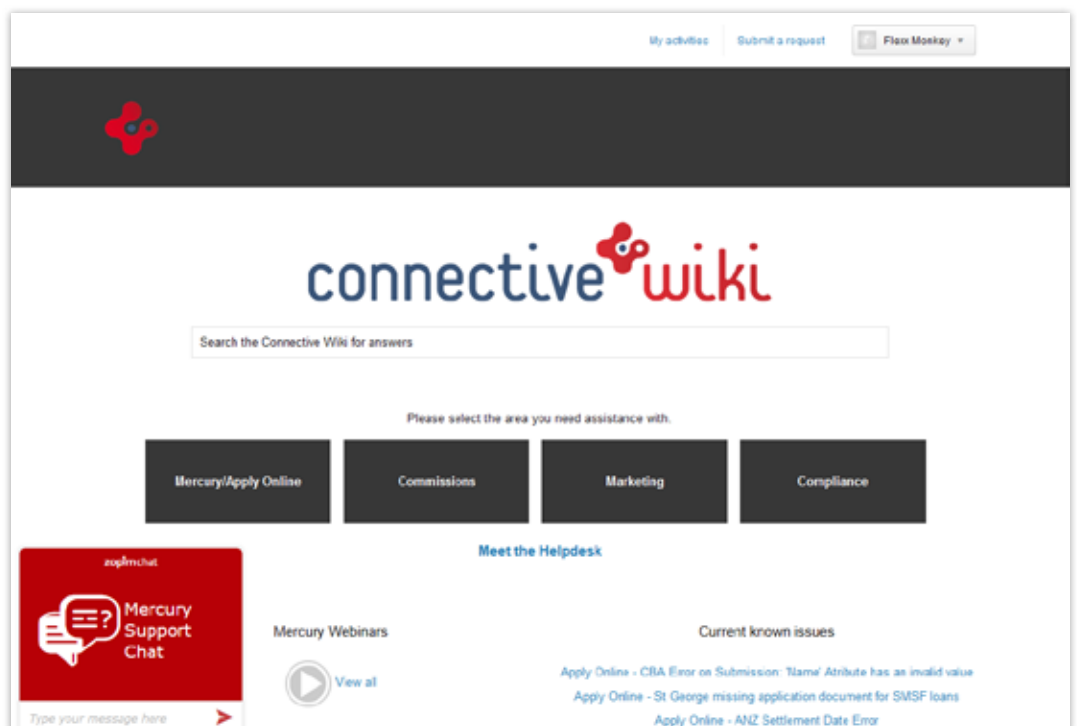 My activities Submit a request Flexx Monkey
connective wiki
Search the Connective Wiki for answers
Please select the area you need assistance with.
Mercury/Apply Online Commissions Marketing Compliance
Meet the Helpdesk
zopim chat
Mercury
Support
Chat
Type your message here
Mercury Webinars
View all
Current known issues
Apply Online - CBA Error on Submission: 'Name' Atribute has an invalid value
Apply Online - St George missing application document for SMSF loans
Apply Online - ANZ Settlement Date Error